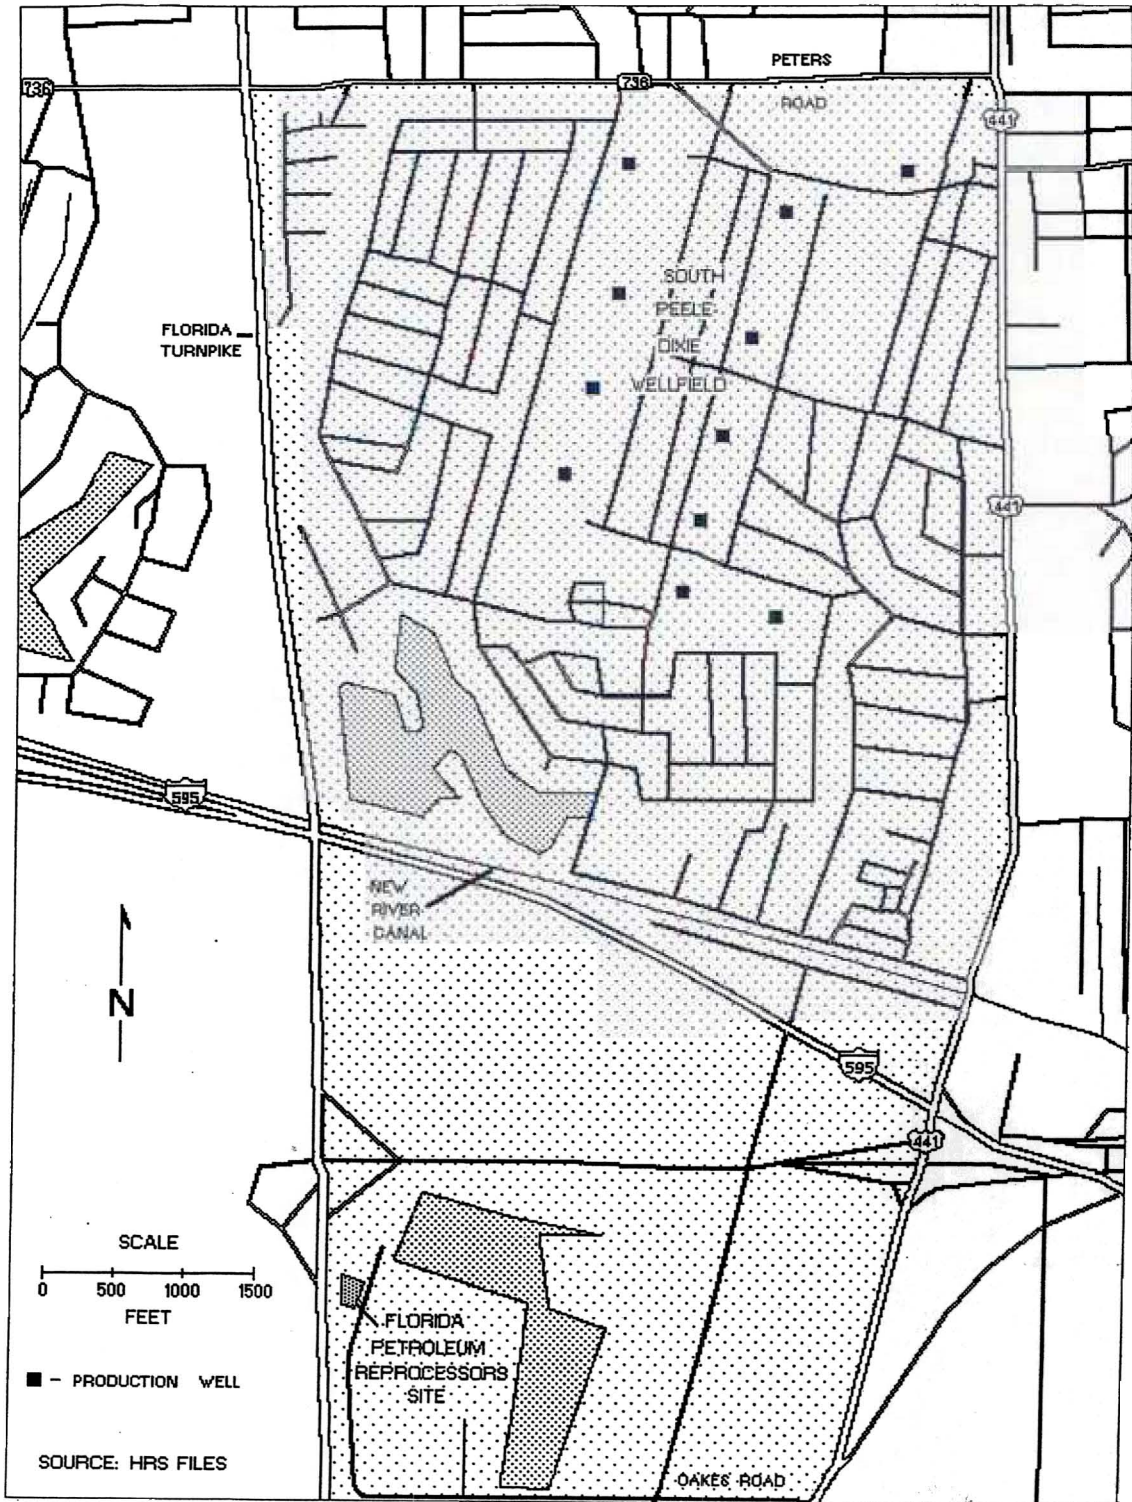 PETERS
736
736
ROAD
441
SOUTH
PEELE
DIXIE
WELLFIELD
FLORIDA
TURNPIKE
441
595
NEW
RIVER
CANAL
N
595
441
SCALE
0 500 1000 1500
FEET
FLORIDA
PETROLEUM
REPROCESSORS
SITE
- PRODUCTION WELL
SOURCE: HRS FILES
OAKES ROAD